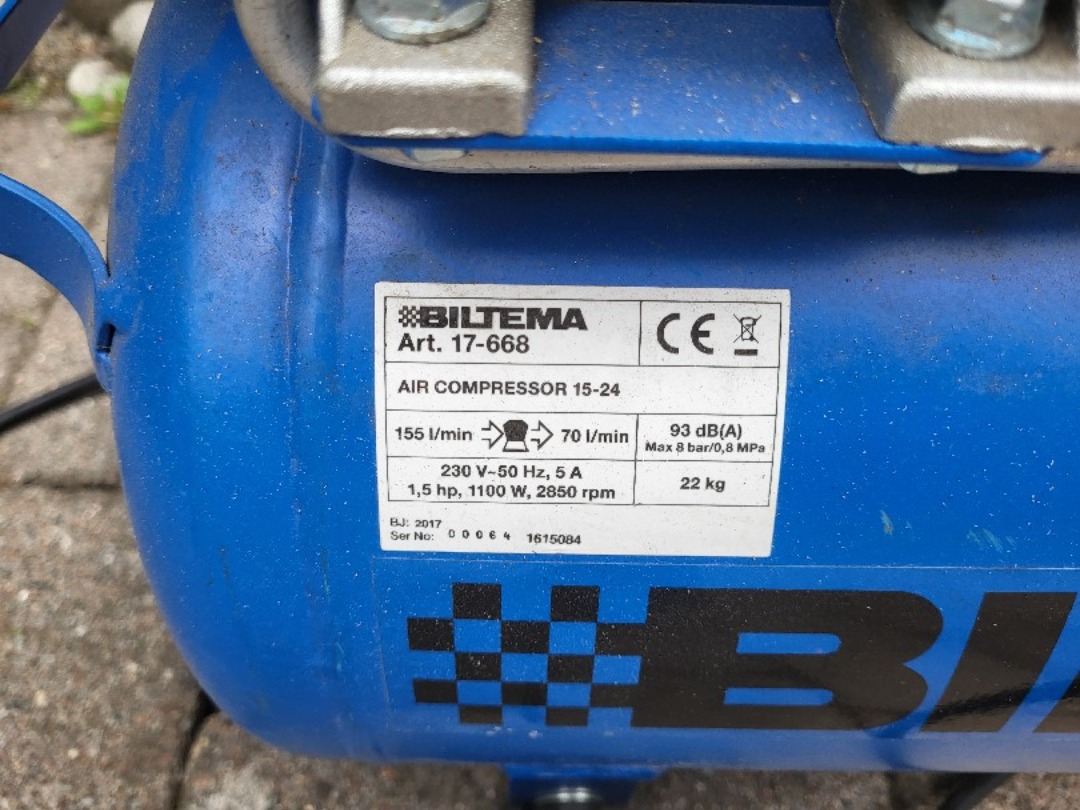 BILTEMA
Art. 17-668
CE
AIR COMPRESSOR 15-24
155 l/min 70 l/min
93 dB(A)
Max 8 bar/0,8 MPa
230 V~50 Hz, 5 A
1,5 hp, 1100 W, 2850 rpm
22 kg
BJ: 2017
Ser No: 00064 1615084
BI